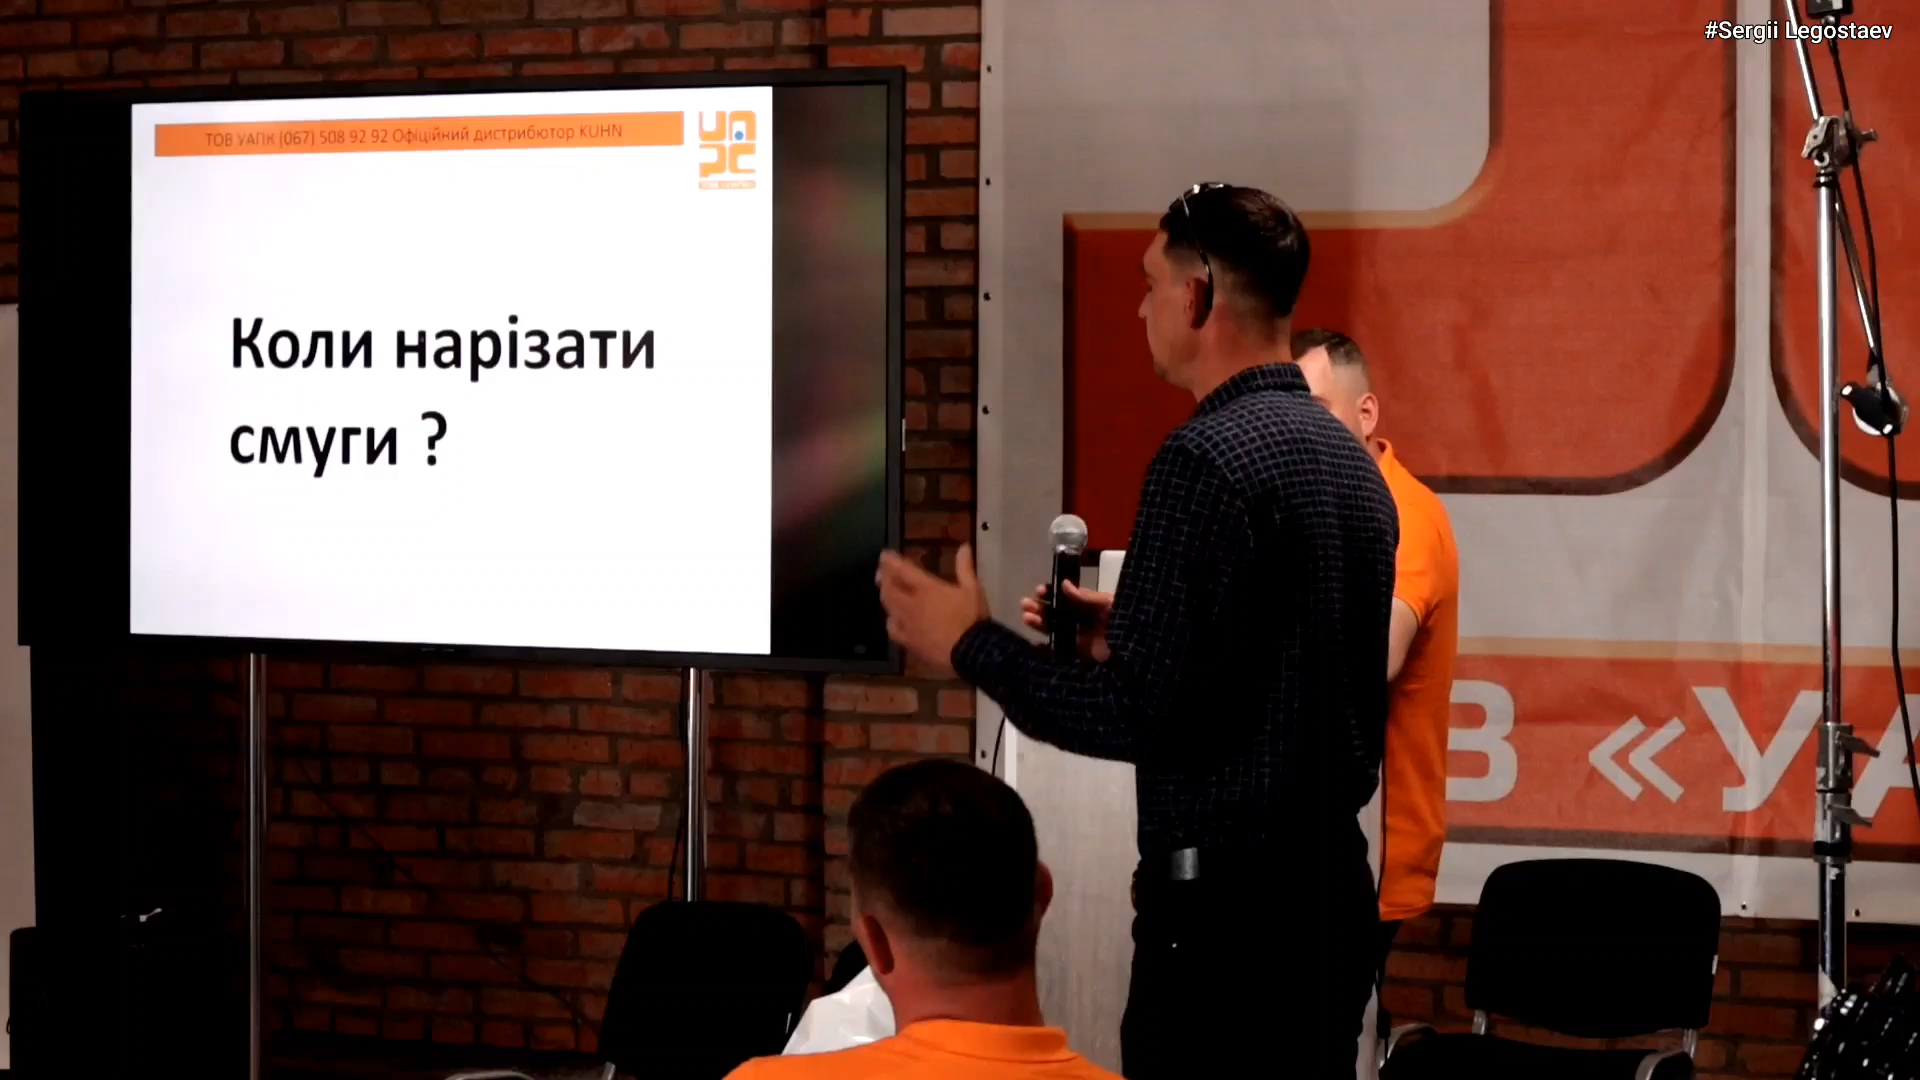 #Sergii Legostaev
ТОВ УАПК (067) 508 92 92 Офіційний дистрибютор KUHN
Коли нарізати
смуги ?
В «УА